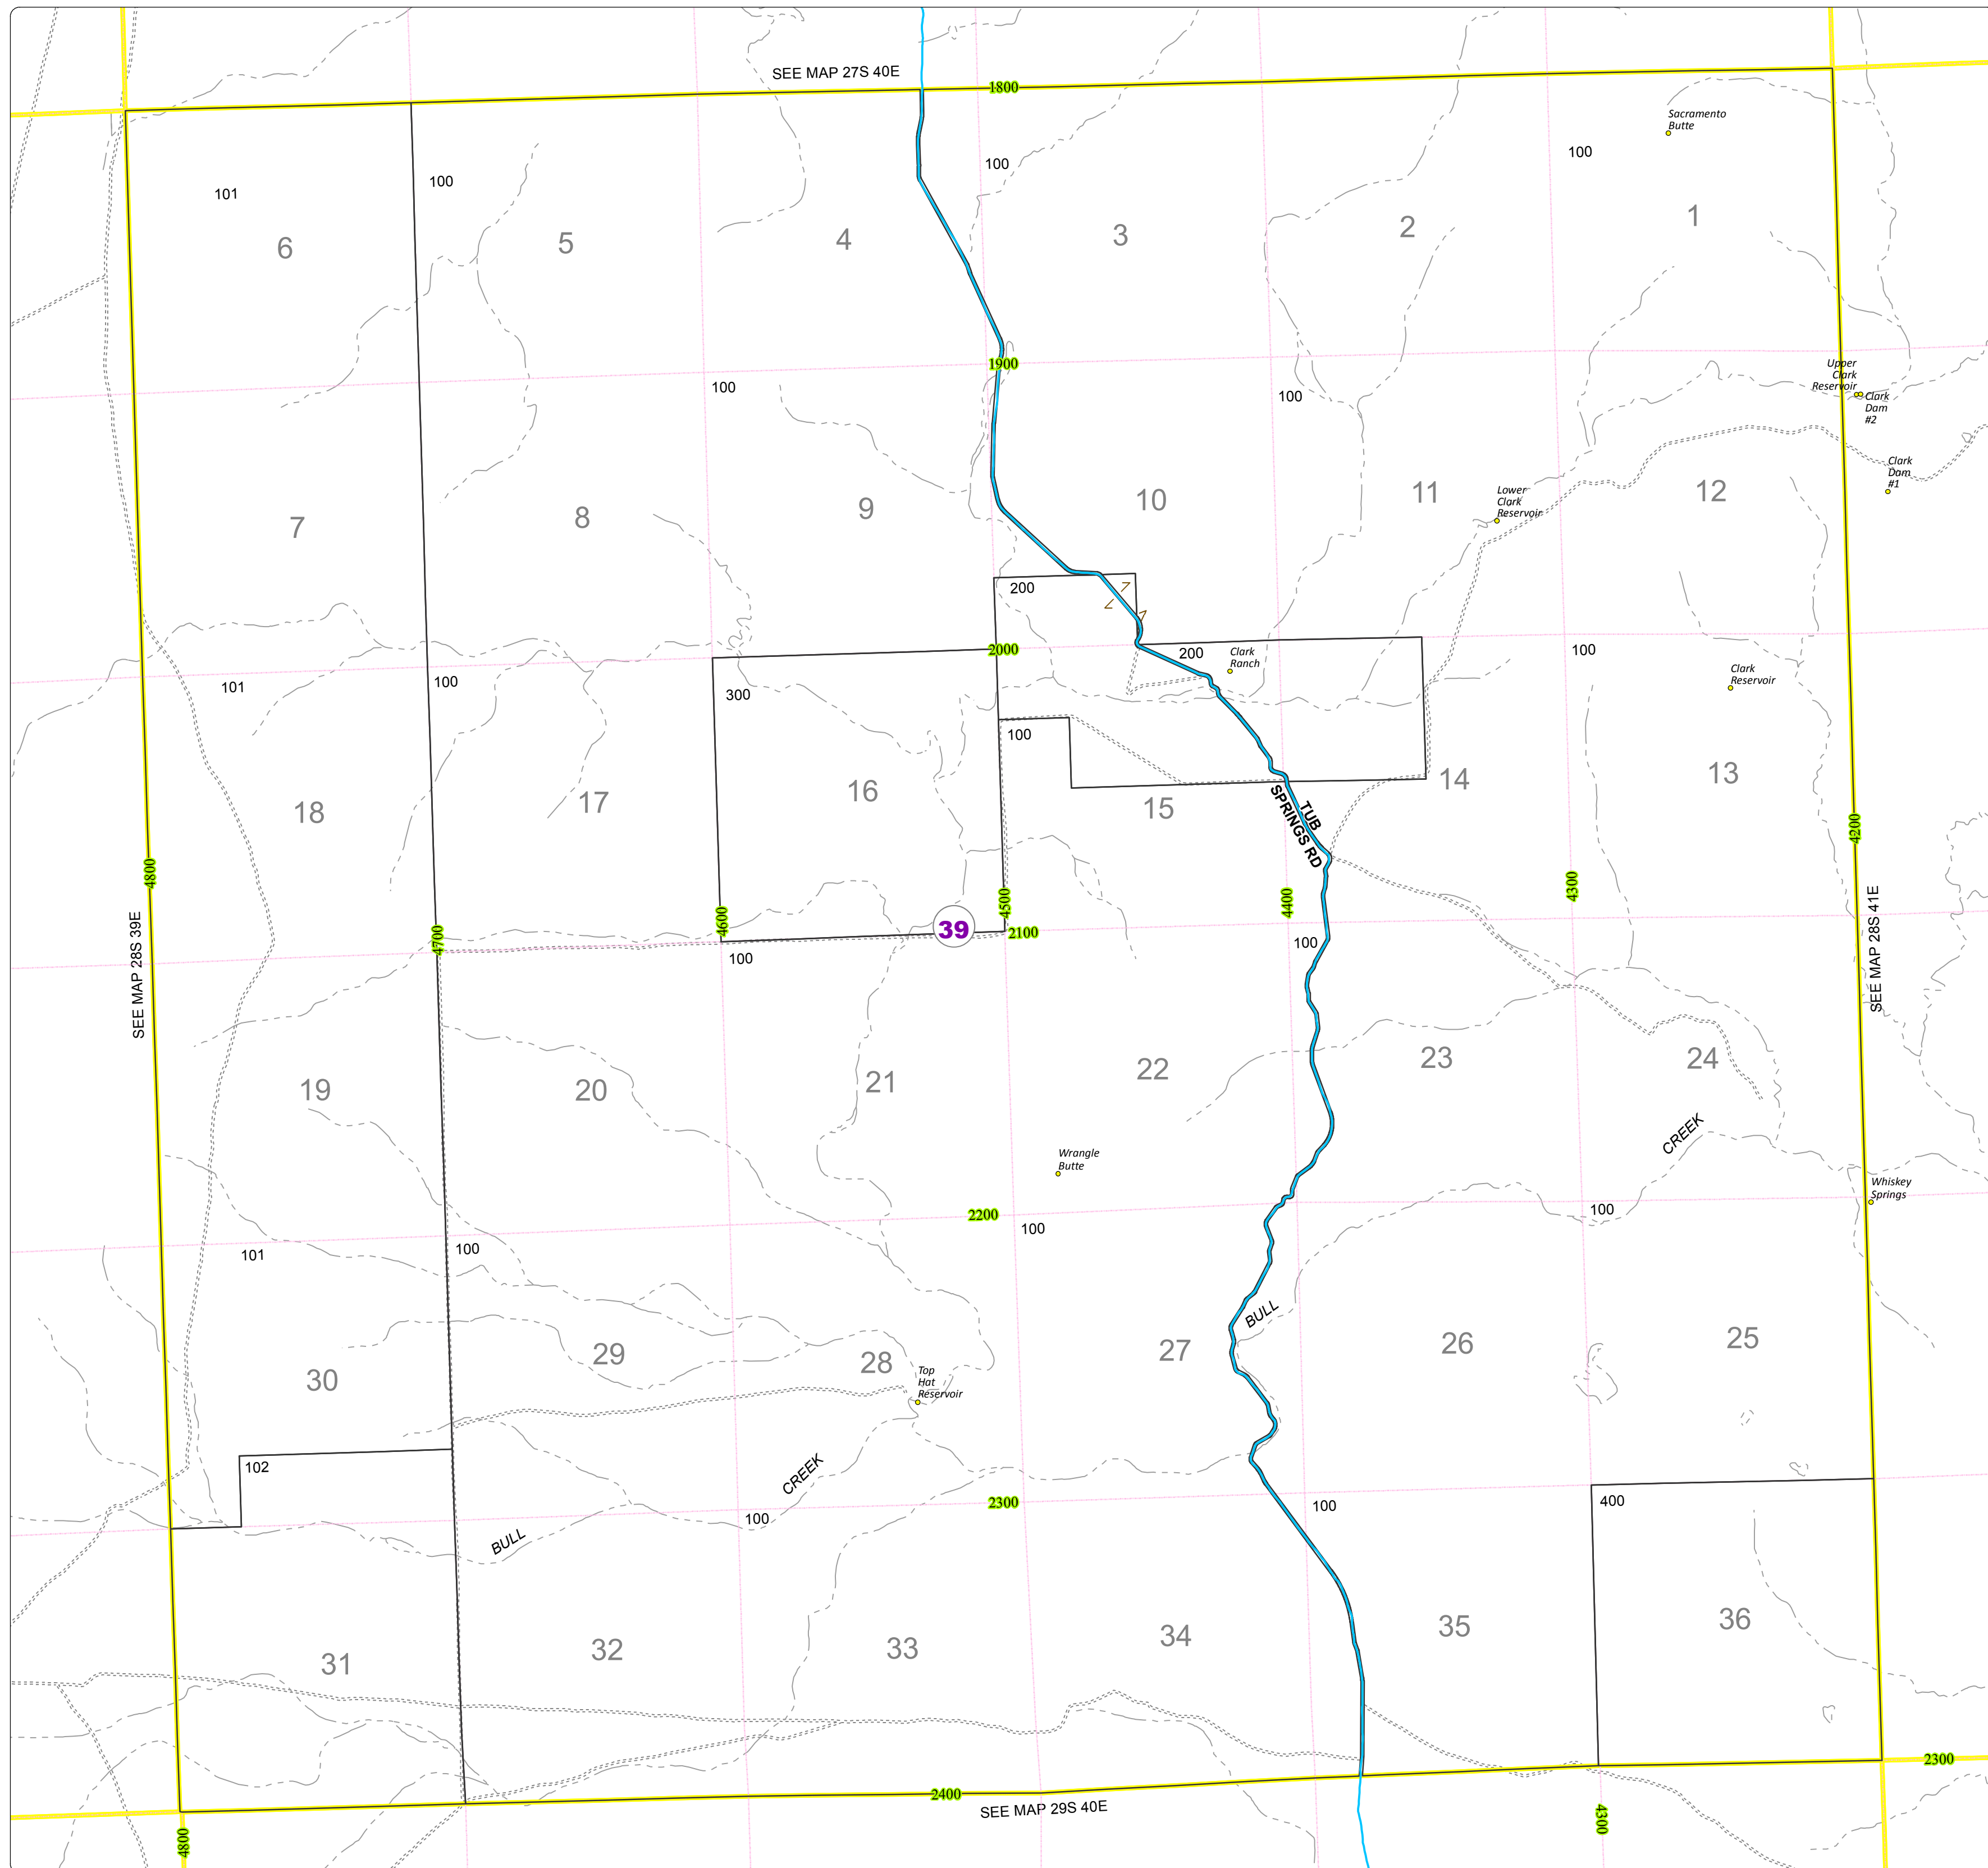 SEE MAP 27S 40E
1800
Sacramento
Butte
100
100
100
101
6
5
4
3
2
1
1900
Upper
Clark
Reservoir
Clark
Dam
#2
100
100
Clark
Dam
#1
7
8
9
10
11
12
Lower
Clark
Reservoir
200
2000
200
Clark
Ranch
100
101
100
300
Clark
Reservoir
100
18
17
16
15
14
13
TUB
SPRINGS RD
4800
4700
4600
4500
4400
4300
4200
39
2100
SEE MAP 28S 39E
SEE MAP 28S 41E
100
100
19
20
21
22
23
24
CREEK
Wrangle
Butte
Whiskey
Springs
2200
100
100
101
100
BULL
30
29
28
27
26
25
Top
Hat
Reservoir
102
CREEK
2300
100
100
400
BULL
31
32
33
34
35
36
2300
2400
SEE MAP 29S 40E
4800
4300